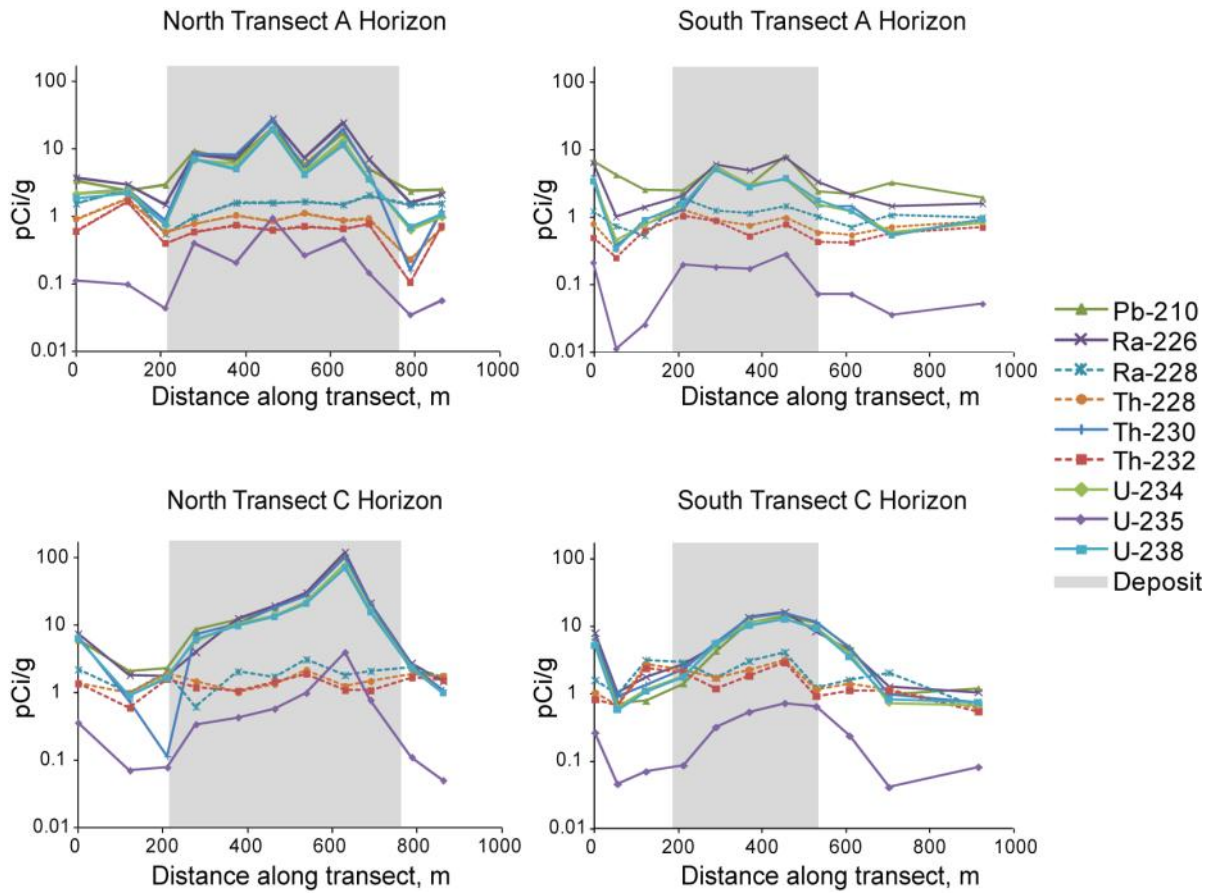 North Transect A Horizon
pCi/g
100
10
1
0.1
0.01
0
200
400
600
800
1000
Distance along transect, m
South Transect A Horizon
pCi/g
100
10
1
0.1
0.01
0
200
400
600
800
1000
Distance along transect, m
North Transect C Horizon
pCi/g
100
10
1
0.1
0.01
0
200
400
600
800
1000
Distance along transect, m
South Transect C Horizon
pCi/g
100
10
1
0.1
0.01
0
200
400
600
800
1000
Distance along transect, m
Pb-210
Ra-226
Ra-228
Th-228
Th-230
Th-232
U-234
U-235
U-238
Deposit